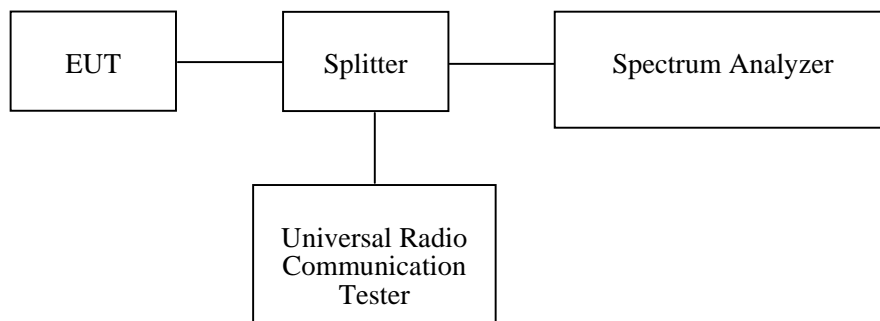 EUT
Splitter
Spectrum Analyzer
Universal Radio
Communication
Tester